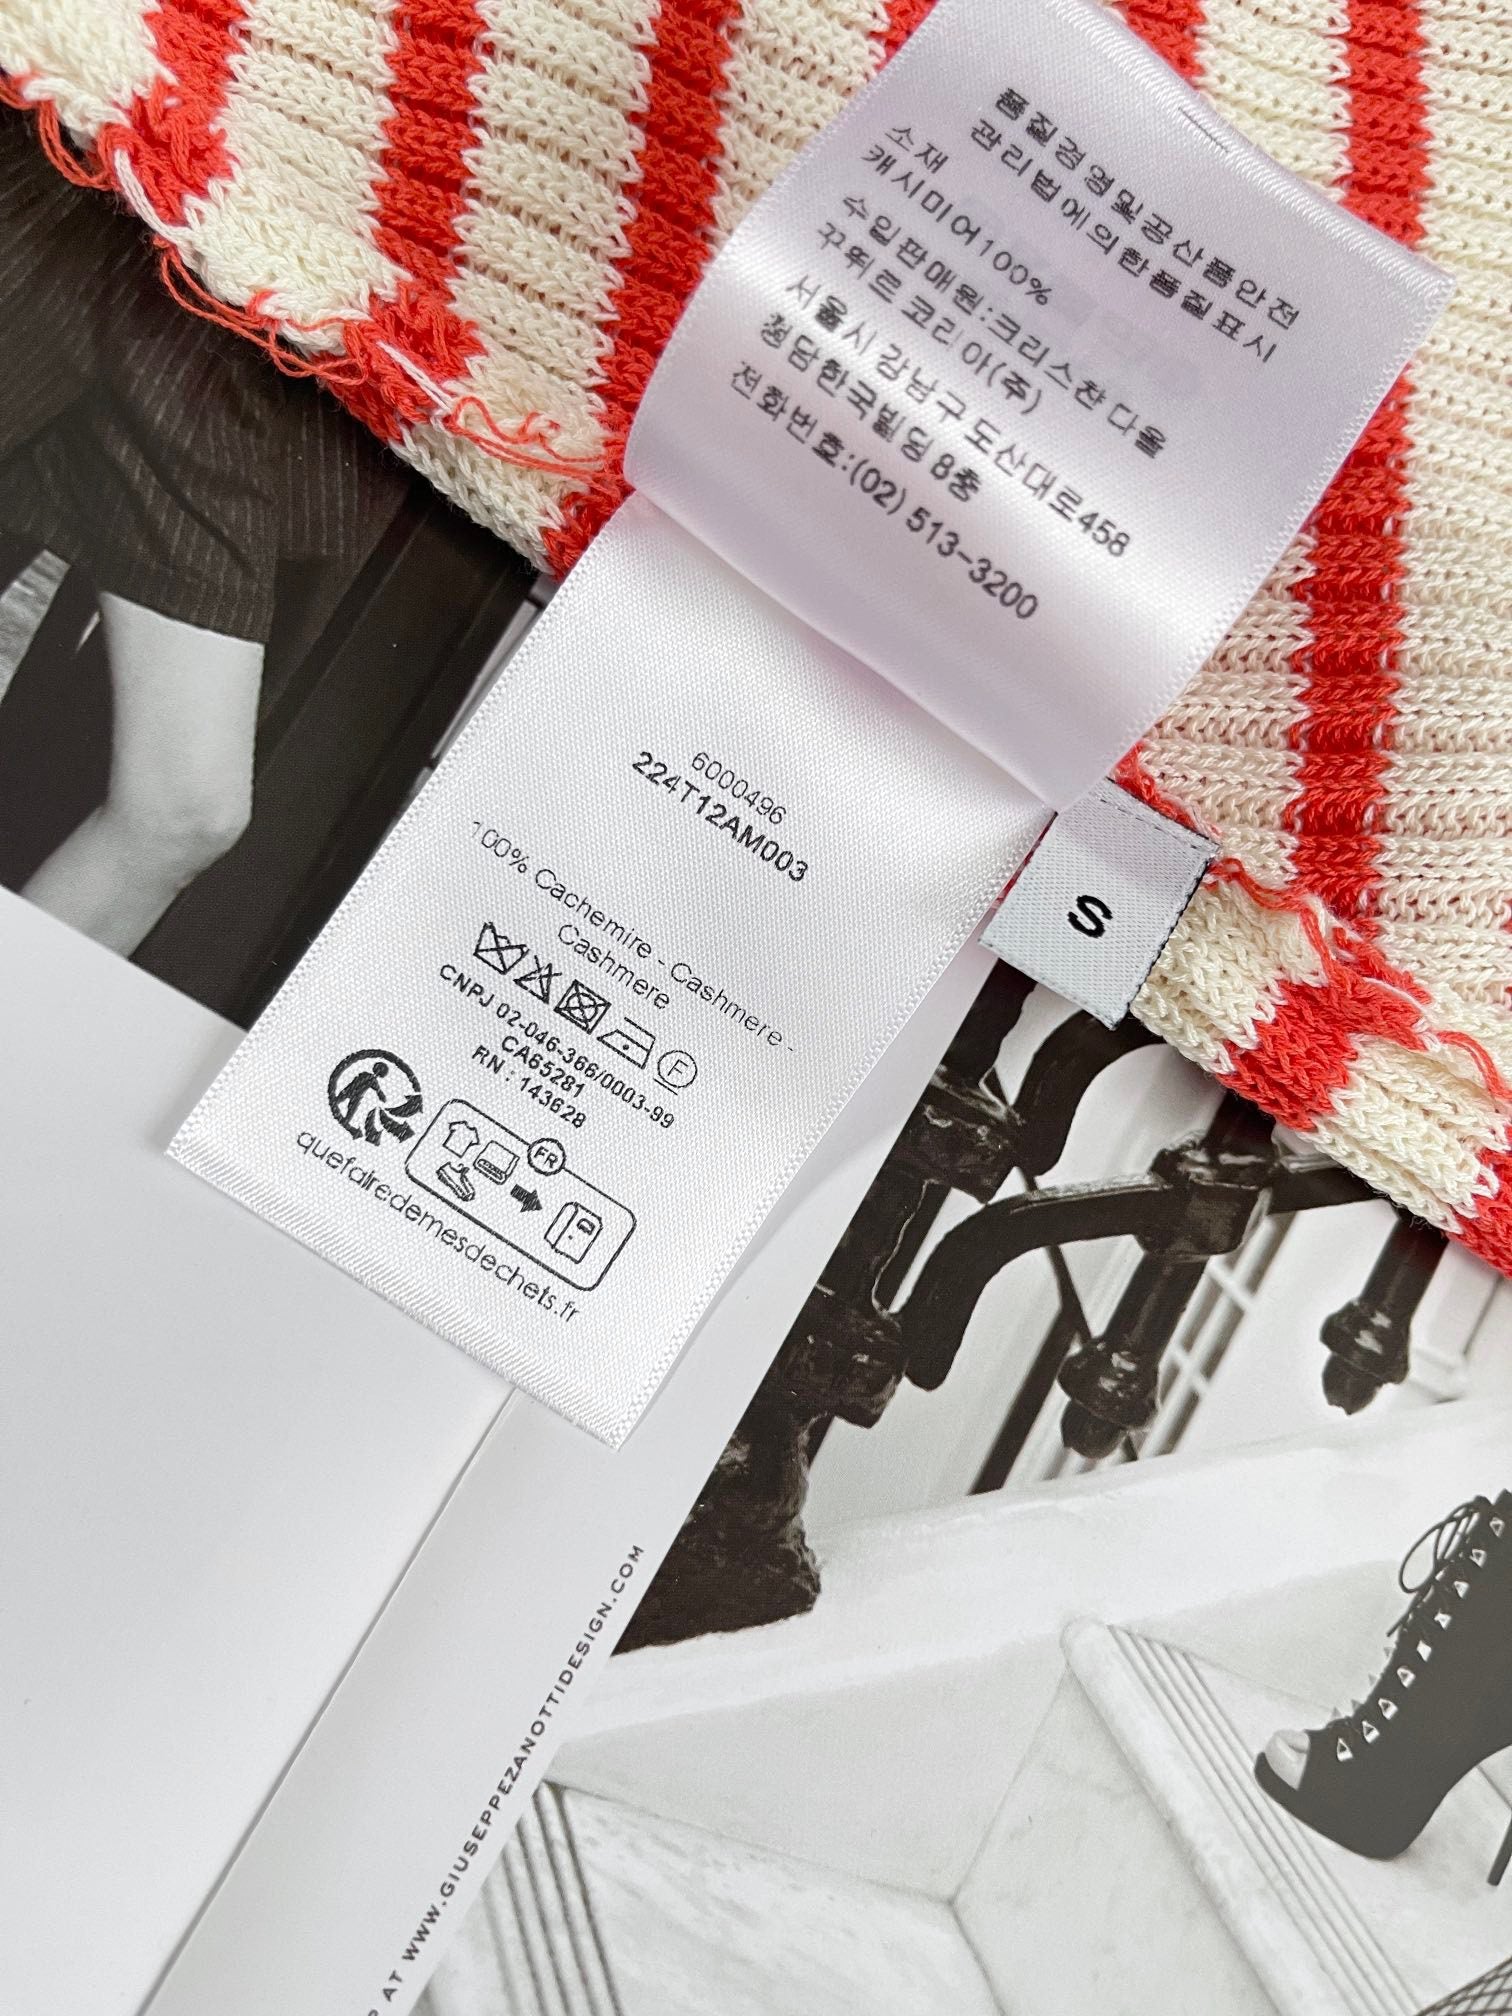 품질경영및공산품안전
관리법에의한품질표시
소재
캐시미어100%
수입판매원:크리스찬 디올
꾸뛰르코리아(주)
서울시 강남구 도산대로458
청담한국빌딩 8층
전화번호:(02) 513-3200
6000496
224T12AM003
100% Cachemire - Cashmere -
Cashmere
F
CNPJ 02-046-366/0003-99
CA65281
RN : 143628
FR
quefairedemesdechets.fr
S
AT WWW.GIUSEPPEZANOTTIDESIGN.COM